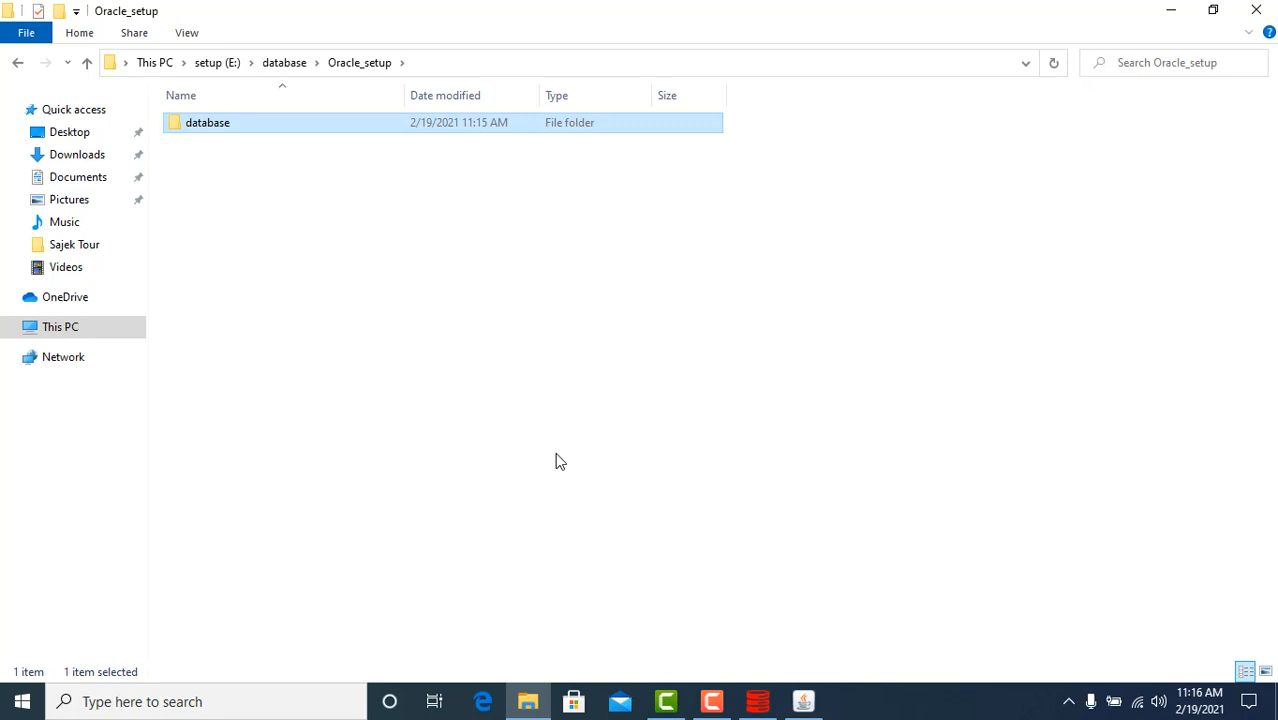 Oracle_setup
File Home Share View
This PC setup (E:) database Oracle_setup Search Oracle_setup
Name Date modified Type Size
database 2/19/2021 11:15 AM File folder
Quick access
Desktop
Downloads
Documents
Pictures
Music
Sajek Tour
Videos
OneDrive
This PC
Network
1 item 1 item selected
Type here to search
11:16 AM
2/19/2021